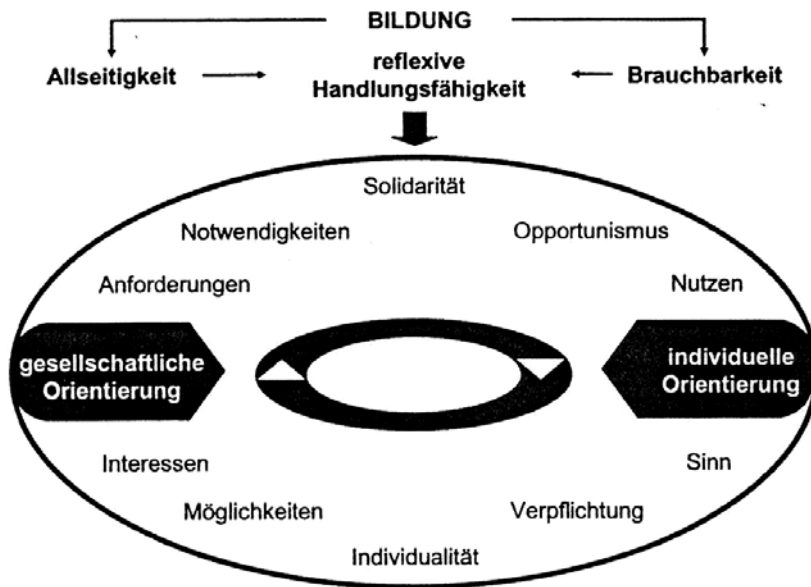 BILDUNG
Allseitigkeit
reflexive
Handlungsfähigkeit
Brauchbarkeit
Solidarität
Notwendigkeiten
Opportunismus
Anforderungen
Nutzen
gesellschaftliche
Orientierung
individuelle
Orientierung
Interessen
Sinn
Möglichkeiten
Verpflichtung
Individualität